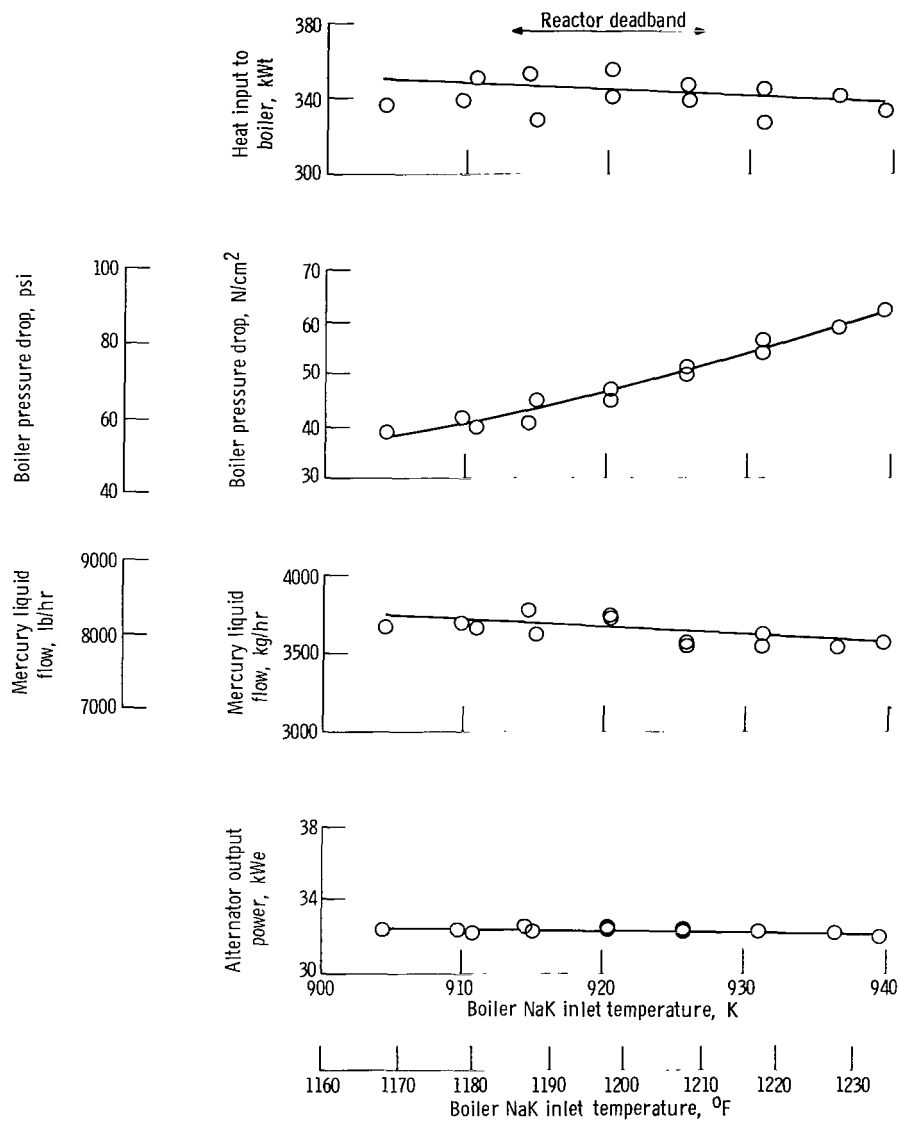 Reactor deadband
380
340
300
Heat input to
boiler, kWt
100
80
60
40
Boiler pressure drop, psi
70
60
50
40
30
Boiler pressure drop, N/cm²
9000
8000
7000
Mercury liquid
flow, lb/hr
4000
3500
3000
Mercury liquid
flow, kg/hr
38
34
30
Alternator output
power, kWe
900 910 920 930 940
Boiler NaK inlet temperature, K
1160 1170 1180 1190 1200 1210 1220 1230
Boiler NaK inlet temperature, °F